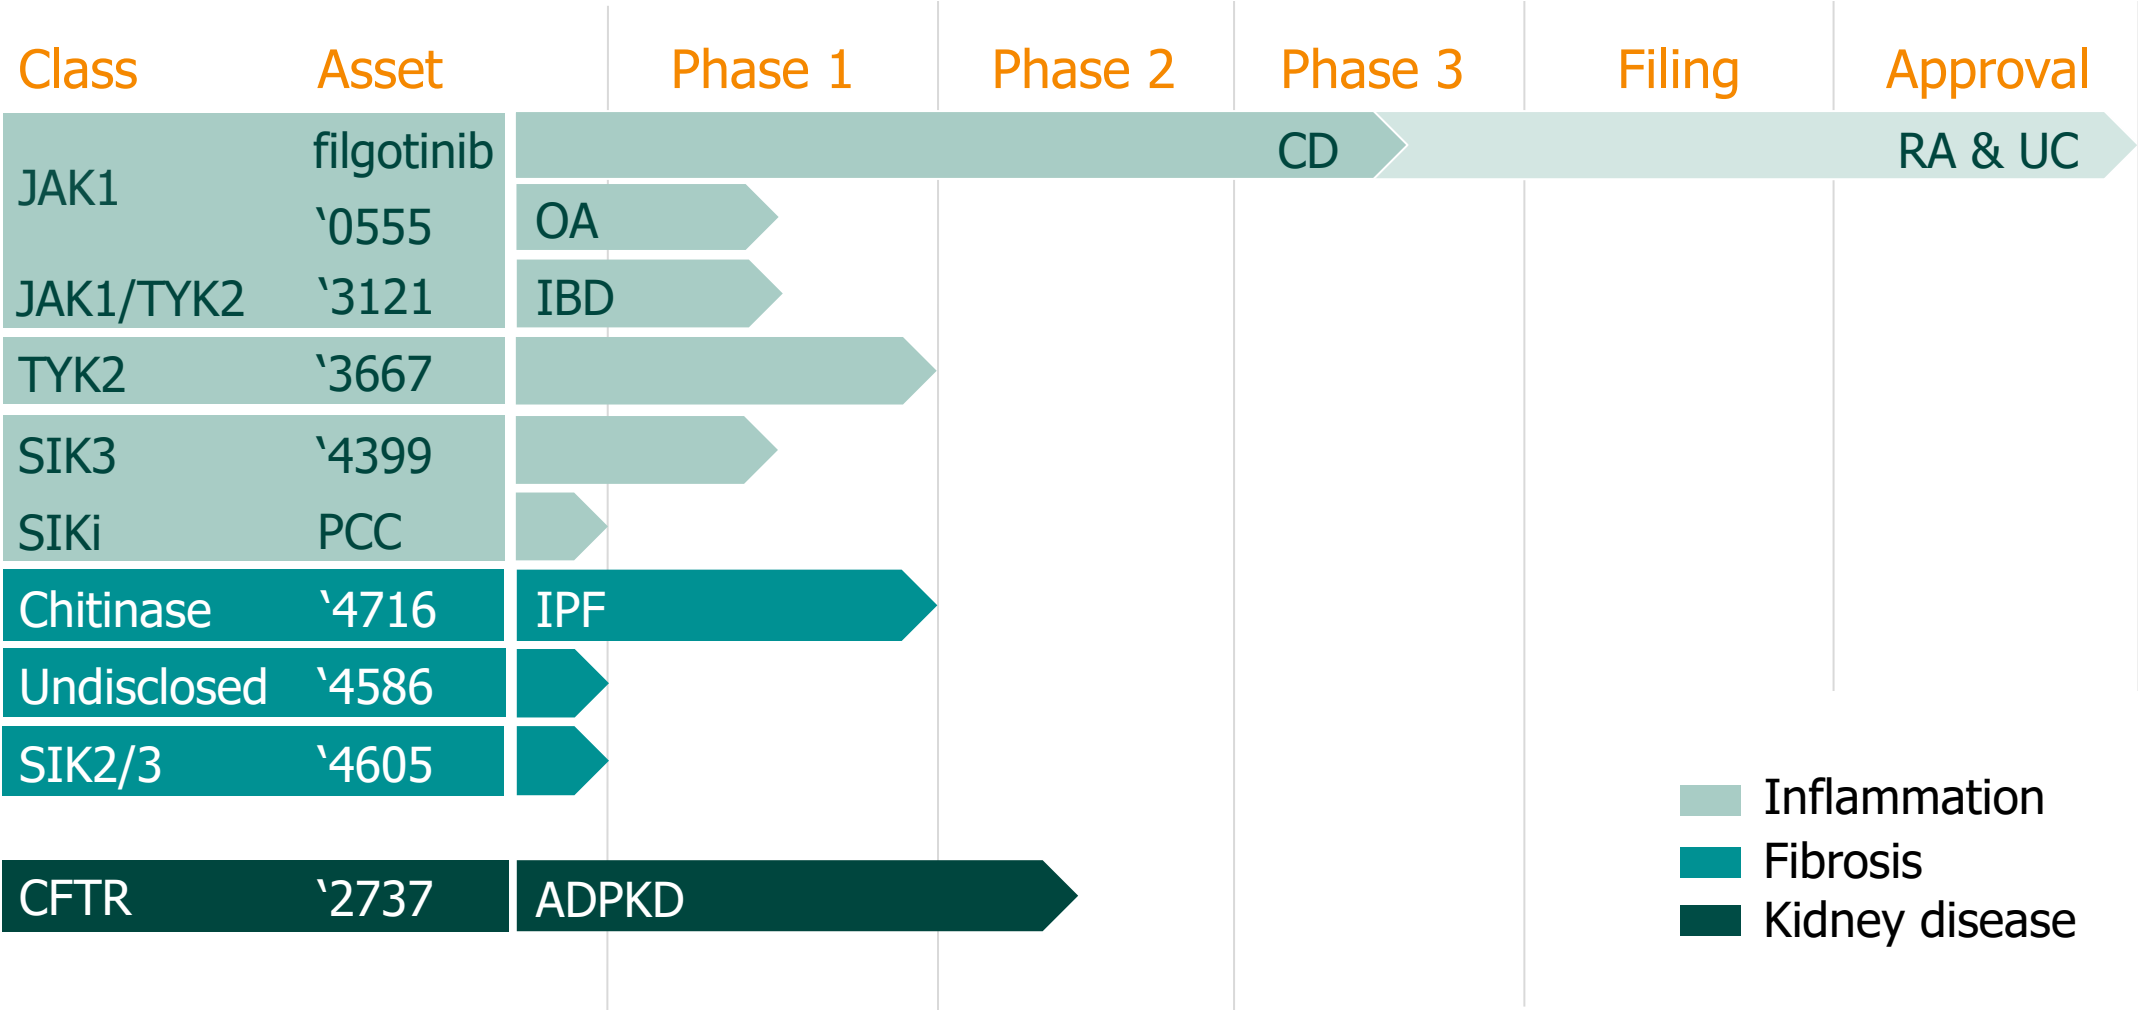 Class Asset Phase 1 Phase 2 Phase 3 Filing Approval
JAK1 filgotinib CD RA & UC
‘0555 OA
JAK1/TYK2 ‘3121 IBD
TYK2 ‘3667
SIK3 ‘4399
SIKi PCC
Chitinase ‘4716 IPF
Undisclosed ‘4586
SIK2/3 ‘4605
CFTR ‘2737 ADPKD
Inflammation
Fibrosis
Kidney disease